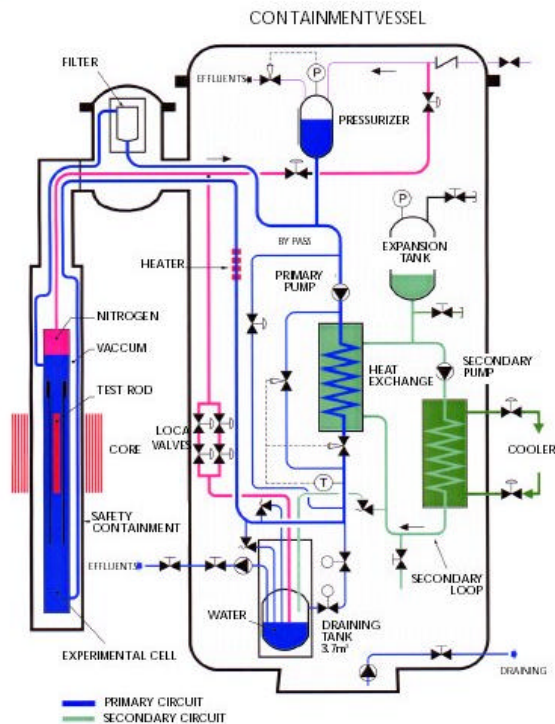 CONTAINMENTVESSEL
FILTER
EFFLUENTS
P
PRESSURIZER
P
BY PASS
EXPANSION
TANK
HEATER
PRIMARY
PUMP
NITROGEN
VACCUM
HEAT
EXCHANGE
SECONDARY
PUMP
TEST ROD
LOCA
VALVES
COOLER
CORE
T
SAFETY
CONTAINMENT
EFFLUENTS
SECONDARY
LOOP
WATER
DRAINING
TANK
3.7m³
EXPERIMENTAL CELL
DRAINING
PRIMARY CIRCUIT
SECONDARY CIRCUIT